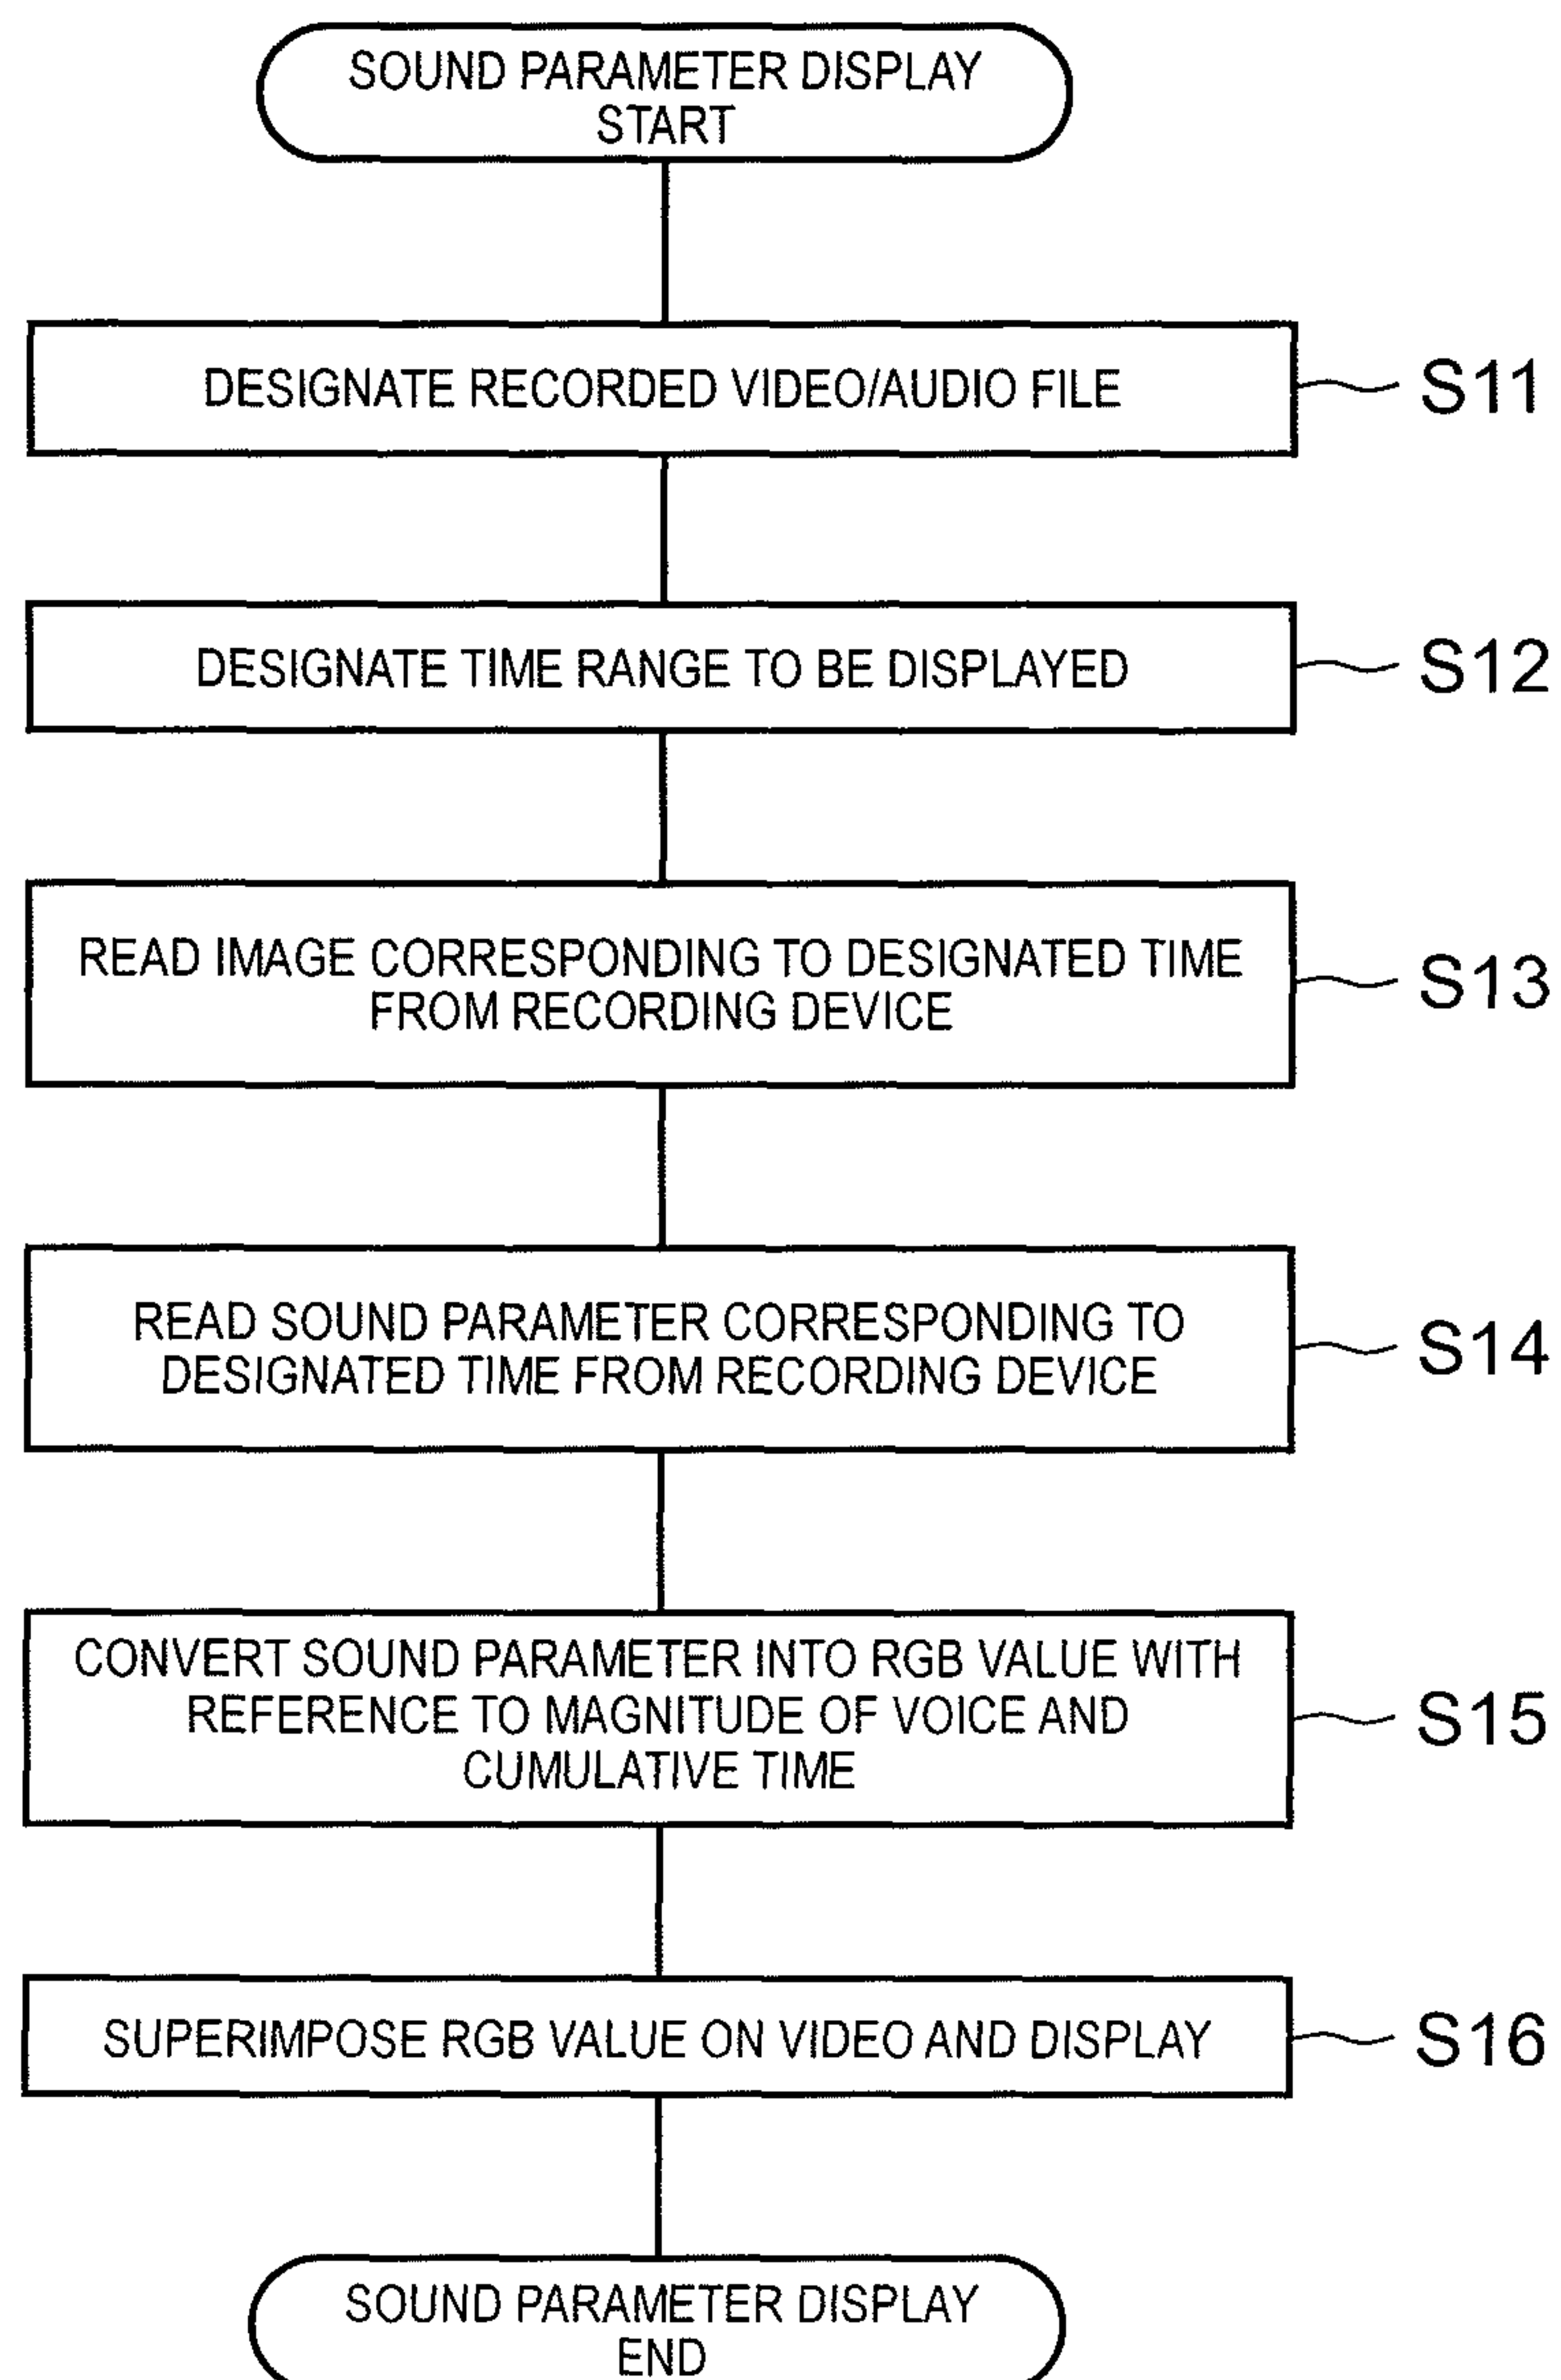 SOUND PARAMETER DISPLAY
START
DESIGNATE RECORDED VIDEO/AUDIO FILE
S11
DESIGNATE TIME RANGE TO BE DISPLAYED
S12
READ IMAGE CORRESPONDING TO DESIGNATED TIME
FROM RECORDING DEVICE
S13
READ SOUND PARAMETER CORRESPONDING TO
DESIGNATED TIME FROM RECORDING DEVICE
S14
CONVERT SOUND PARAMETER INTO RGB VALUE WITH
REFERENCE TO MAGNITUDE OF VOICE AND
CUMULATIVE TIME
S15
SUPERIMPOSE RGB VALUE ON VIDEO AND DISPLAY
S16
SOUND PARAMETER DISPLAY
END